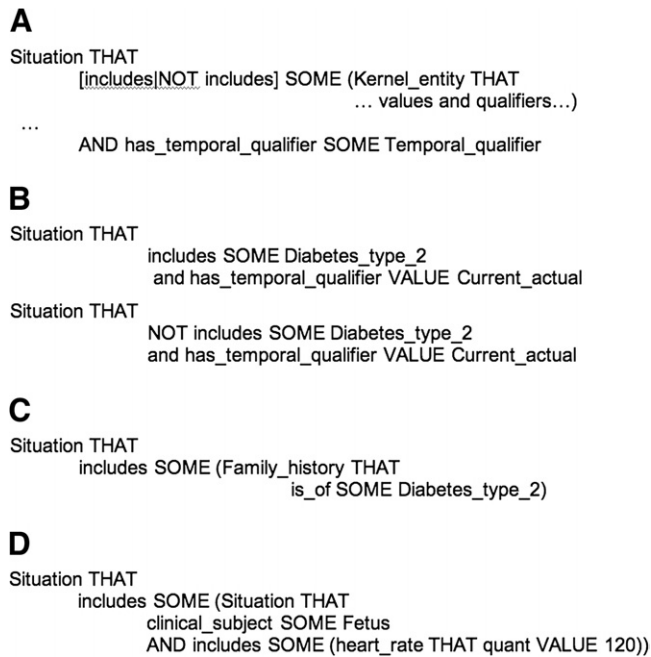 A
Situation THAT
[includes|NOT includes] SOME (Kernel_entity THAT
... values and qualifiers...)
...
AND has_temporal_qualifier SOME Temporal_qualifier
B
Situation THAT
includes SOME Diabetes_type_2
and has_temporal_qualifier VALUE Current_actual
Situation THAT
NOT includes SOME Diabetes_type_2
and has_temporal_qualifier VALUE Current_actual
C
Situation THAT
includes SOME (Family_history THAT
is_of SOME Diabetes_type_2)
D
Situation THAT
includes SOME (Situation THAT
clinical_subject SOME Fetus
AND includes SOME (heart_rate THAT quant VALUE 120))